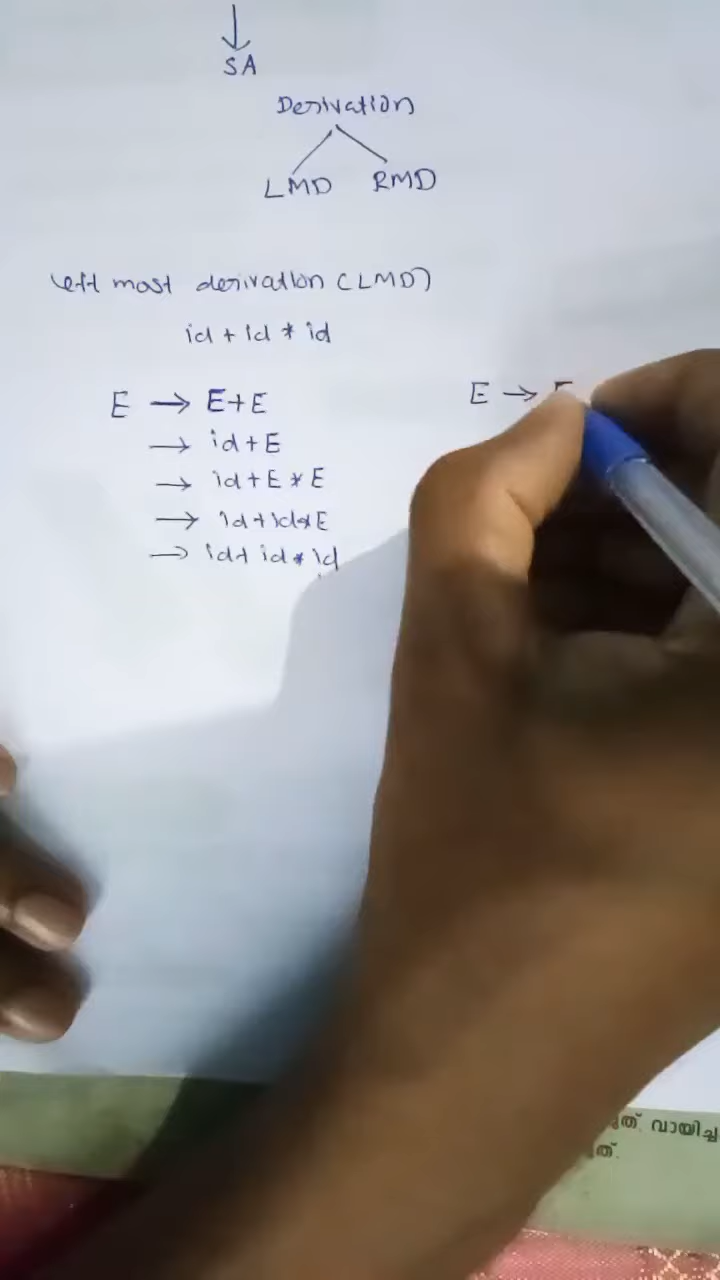 ↓
SA
Derivation
LMD RMD
left most derivation (LMD)
id + id * id
E → E+E
→ id+E
→ id+E*E
→ id+id*E
→ id+id*id
E →
വായിച്ച